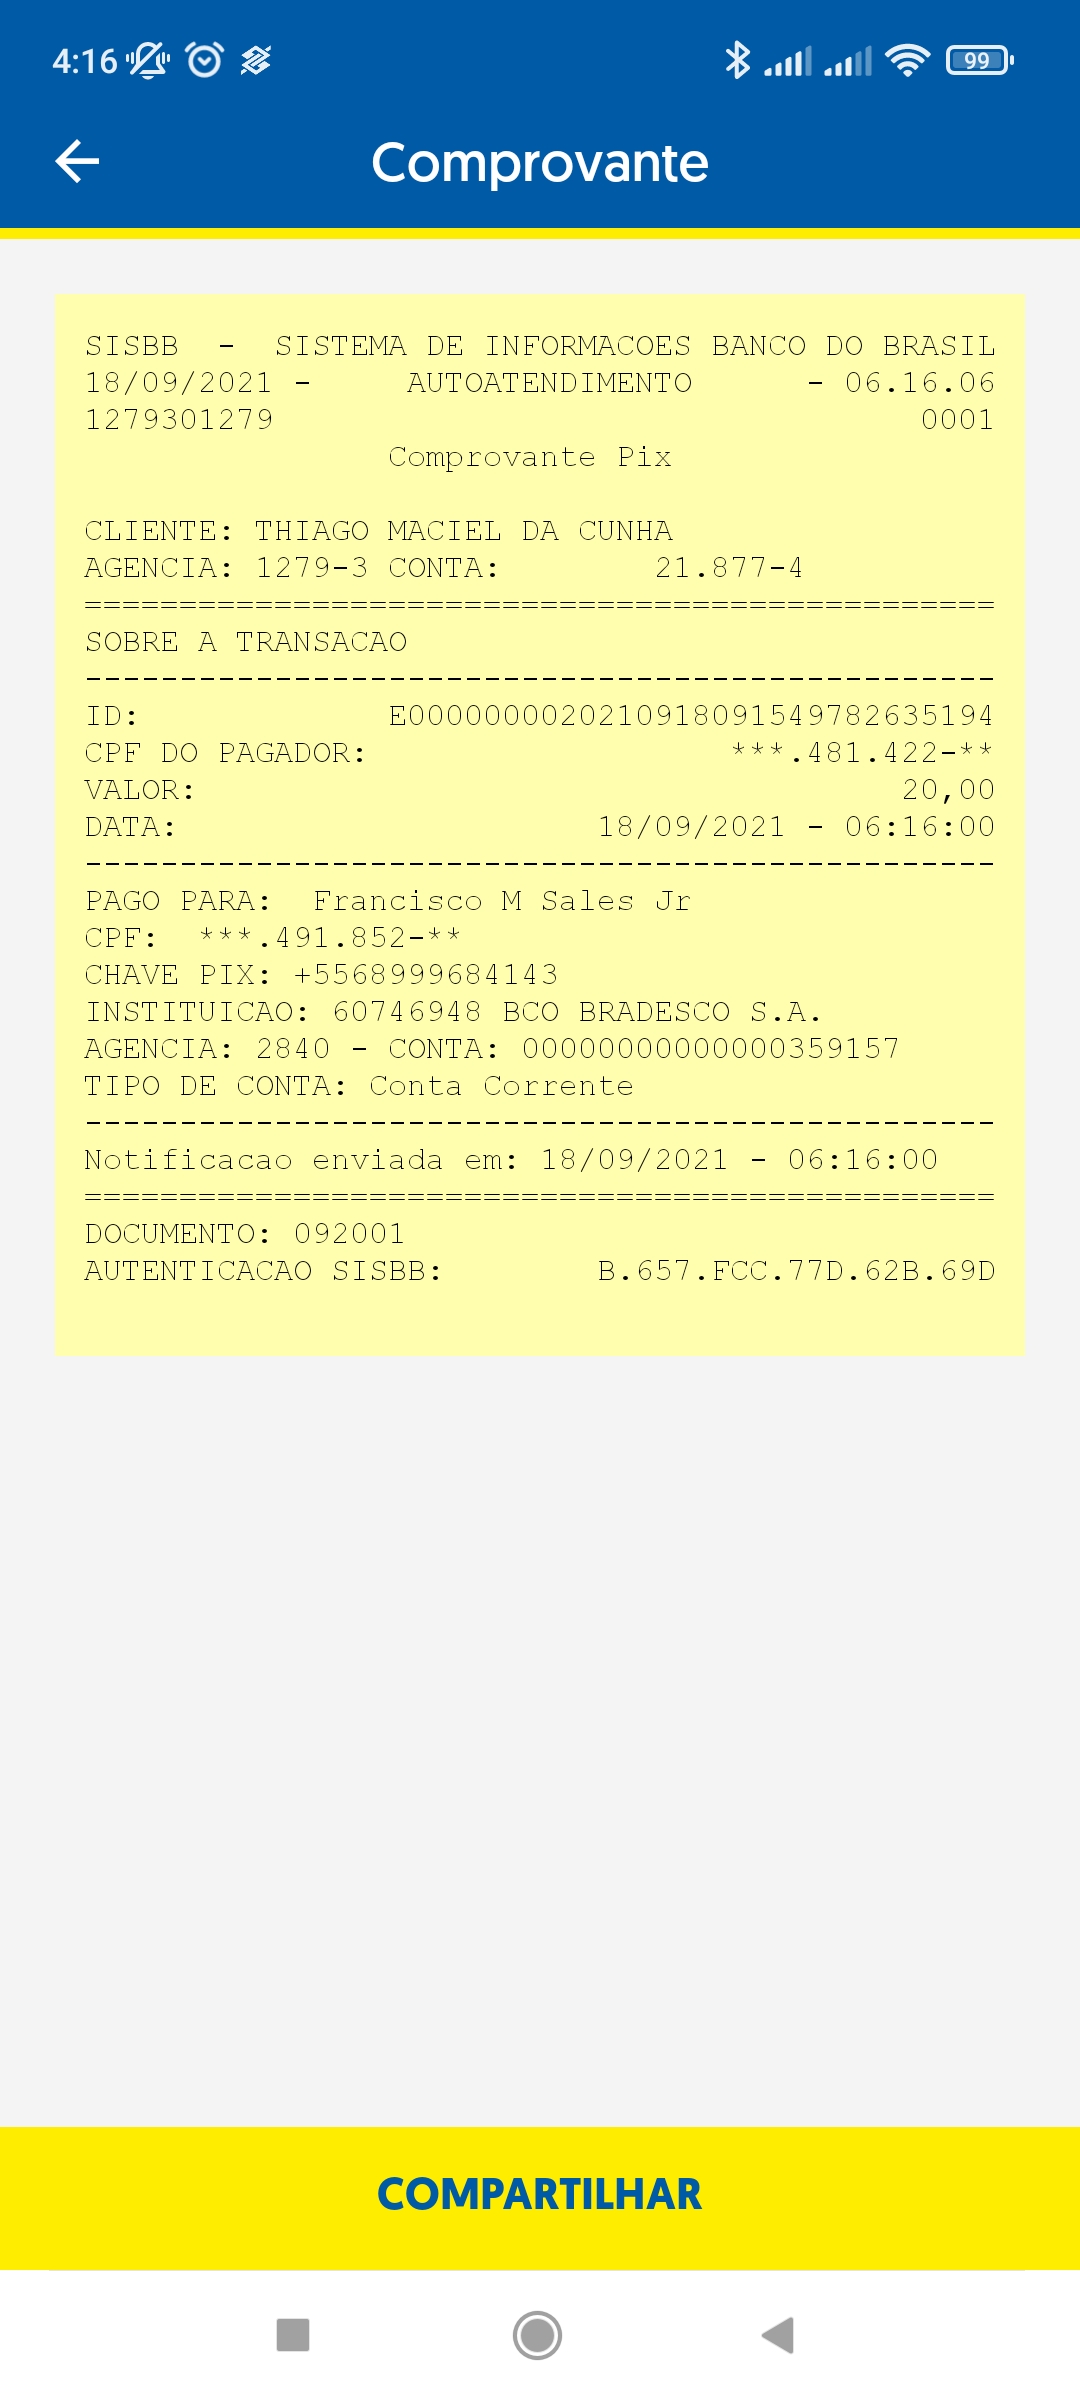 4:16
99
Comprovante
SISBB - SISTEMA DE INFORMACOES BANCO DO BRASIL
18/09/2021 - AUTOATENDIMENTO - 06.16.06
1279301279 0001
Comprovante Pix
CLIENTE: THIAGO MACIEL DA CUNHA
AGENCIA: 1279-3 CONTA: 21.877-4
================================================
SOBRE A TRANSACAO
------------------------------------------------
ID: E0000000020210918091549782635194
CPF DO PAGADOR: ***.481.422-**
VALOR: 20,00
DATA: 18/09/2021 - 06:16:00
------------------------------------------------
PAGO PARA: Francisco M Sales Jr
CPF: ***.491.852-**
CHAVE PIX: +5568999684143
INSTITUICAO: 60746948 BCO BRADESCO S.A.
AGENCIA: 2840 - CONTA: 00000000000000359157
TIPO DE CONTA: Conta Corrente
------------------------------------------------
Notificacao enviada em: 18/09/2021 - 06:16:00
================================================
DOCUMENTO: 092001
AUTENTICACAO SISBB: B.657.FCC.77D.62B.69D
COMPARTILHAR